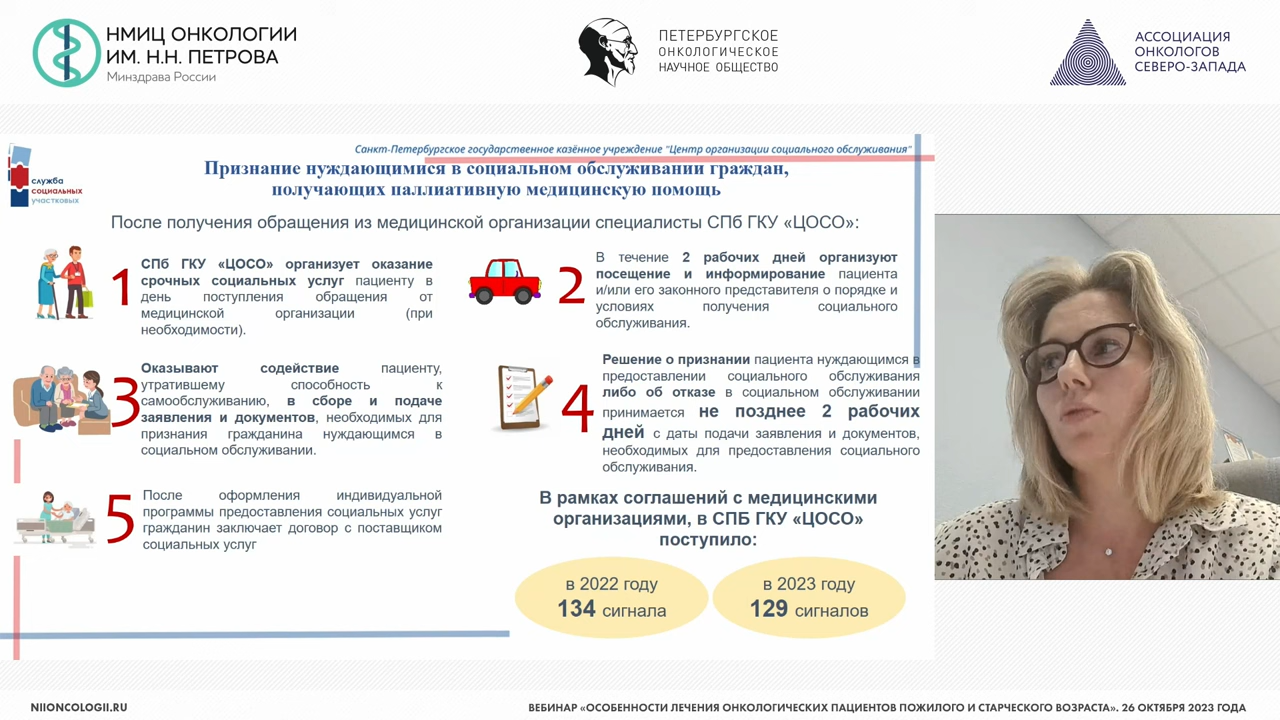 НМИЦ ОНКОЛОГИИ
ИМ. Н.Н. ПЕТРОВА
Минздрава России
ПЕТЕРБУРГСКОЕ
ОНКОЛОГИЧЕСКОЕ
НАУЧНОЕ ОБЩЕСТВО
АССОЦИАЦИЯ
ОНКОЛОГОВ
СЕВЕРО-ЗАПАДА
Санкт-Петербургское государственное казённое учреждение "Центр организации социального обслуживания"
служба
социальных
участковых
Признание нуждающимися в социальном обслуживании граждан,
получающих паллиативную медицинскую помощь
После получения обращения из медицинской организации специалисты СПб ГКУ «ЦОСО»:
1
СПб ГКУ «ЦОСО» организует оказание
срочных социальных услуг пациенту в
день поступления обращения от
медицинской организации (при
необходимости).
2
В течение 2 рабочих дней организуют
посещение и информирование пациента
и/или его законного представителя о порядке и
условиях получения социального
обслуживания.
3
Оказывают содействие пациенту,
утратившему способность к
самообслуживанию, в сборе и подаче
заявления и документов, необходимых для
признания гражданина нуждающимся в
социальном обслуживании.
4
Решение о признании пациента нуждающимся в
предоставлении социального обслуживания
либо об отказе в социальном обслуживании
принимается не позднее 2 рабочих
дней с даты подачи заявления и документов,
необходимых для предоставления социального
обслуживания.
5
После оформления индивидуальной
программы предоставления социальных услуг
гражданин заключает договор с поставщиком
социальных услуг
В рамках соглашений с медицинскими
организациями, в СПБ ГКУ «ЦОСО»
поступило:
в 2022 году
134 сигнала
в 2023 году
129 сигналов
NIIONCOLOGII.RU
ВЕБИНАР «ОСОБЕННОСТИ ЛЕЧЕНИЯ ОНКОЛОГИЧЕСКИХ ПАЦИЕНТОВ ПОЖИЛОГО И СТАРЧЕСКОГО ВОЗРАСТА». 26 ОКТЯБРЯ 2023 ГОДА